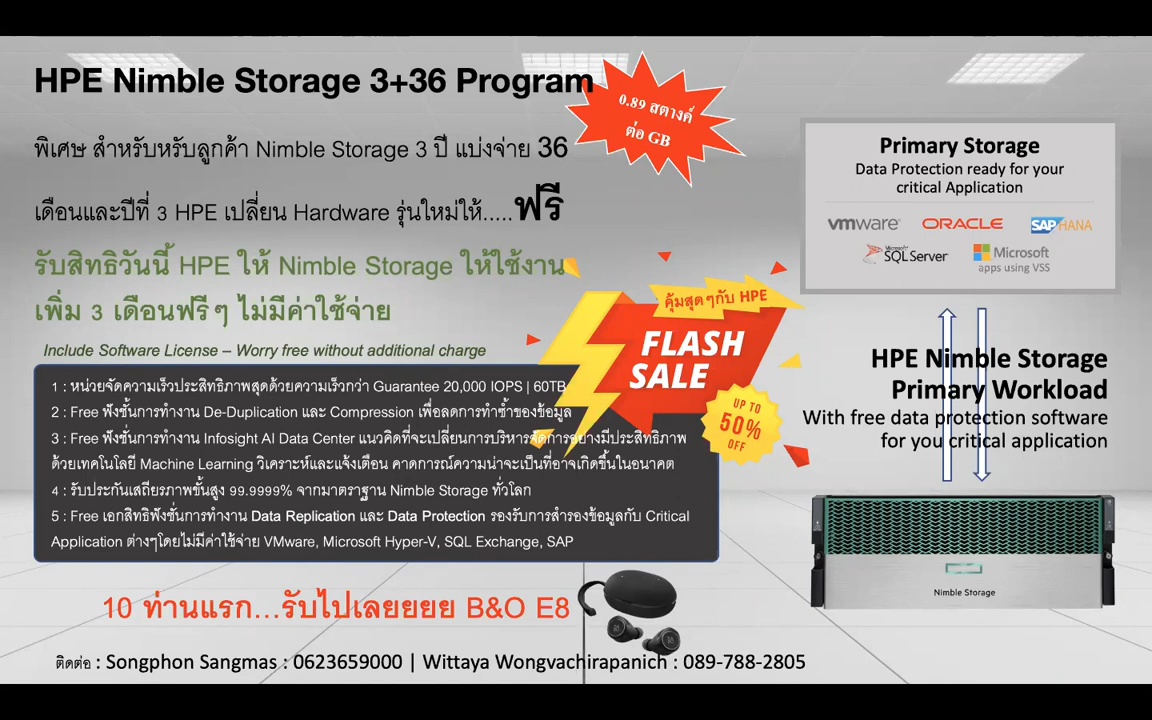 HPE Nimble Storage 3+36 Program
0.89 สตางค์
ต่อ GB
พิเศษ สำหรับหรับลูกค้า Nimble Storage 3 ปี แบ่งจ่าย 36
เดือนและปีที่ 3 HPE เปลี่ยน Hardware รุ่นใหม่ให้.....ฟรี
รับสิทธิวันนี้ HPE ให้ Nimble Storage ให้ใช้งาน
เพิ่ม 3 เดือนฟรีๆ ไม่มีค่าใช้จ่าย
Include Software License – Worry free without additional charge
1 : หน่วยจัดความเร็วประสิทธิภาพสุดด้วยความเร็วกว่า Guarantee 20,000 IOPS | 60TB
2 : Free ฟังชั่นการทำงาน De-Duplication และ Compression เพื่อลดการทำซ้ำของข้อมูล
3 : Free ฟังชั่นการทำงาน Infosight AI Data Center แนวคิดที่จะเปลี่ยนการบริหารจัดการอย่างมีประสิทธิภาพ
ด้วยเทคโนโลยี Machine Learning วิเคราะห์และแจ้งเตือน คาดการณ์ความน่าจะเป็นที่อาจเกิดขึ้นในอนาคต
4 : รับประกันเสถียรภาพขั้นสูง 99.9999% จากมาตราฐาน Nimble Storage ทั่วโลก
5 : Free เอกสิทธิฟังชั่นการทำงาน Data Replication และ Data Protection รองรับการสำรองข้อมูลกับ Critical
Application ต่างๆโดยไม่มีค่าใช้จ่าย VMware, Microsoft Hyper-V, SQL Exchange, SAP
คุ้มสุดๆกับ HPE
FLASH
SALE
UP TO
50%
OFF
10 ท่านแรก...รับไปเลยยยย B&O E8
ติดต่อ : Songphon Sangmas : 0623659000 | Wittaya Wongvachirapanich : 089-788-2805
Primary Storage
Data Protection ready for your
critical Application
vmware ORACLE SAP HANA
Microsoft SQL Server
Microsoft
apps using VSS
HPE Nimble Storage
Primary Workload
With free data protection software
for you critical application
Nimble Storage